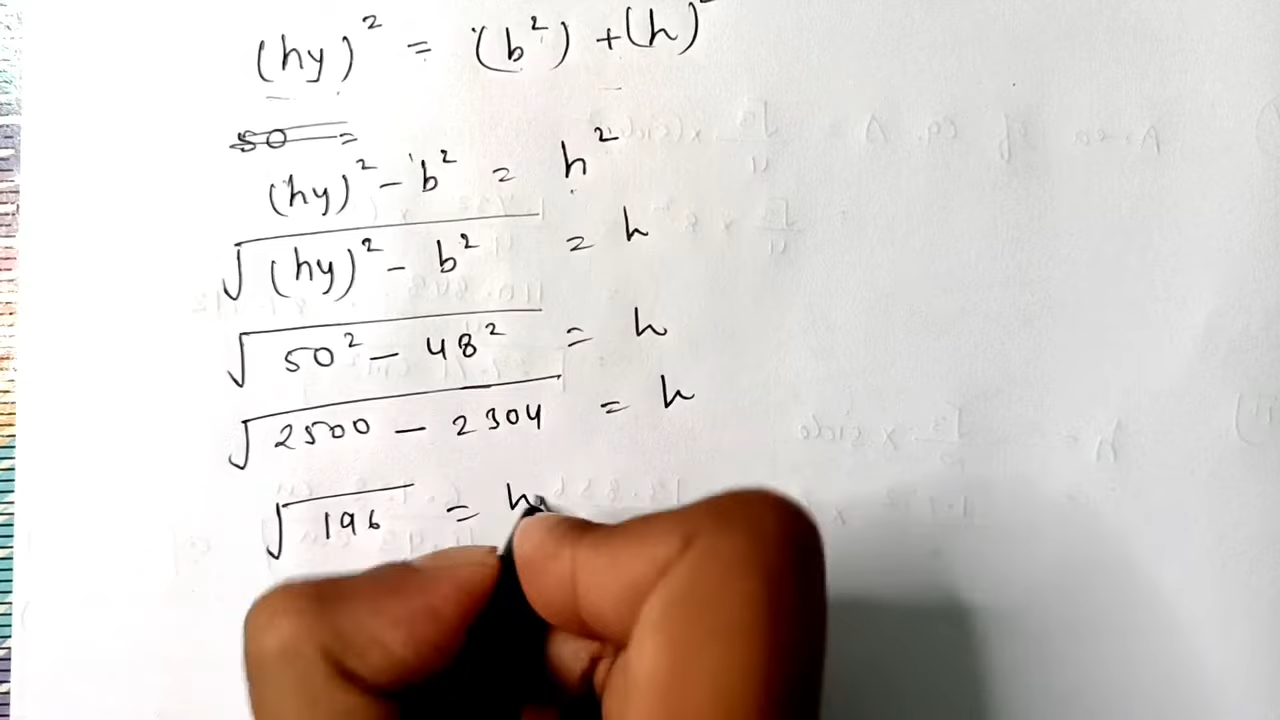 (hy)² = (b²) + (h)²
50 =
(hy)² - b² = h²
√(hy)² - b² = h
√50² - 48² = h
√2500 - 2304 = h
√196 = h